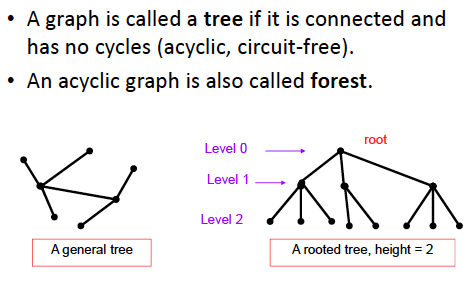 • A graph is called a tree if it is connected and
has no cycles (acyclic, circuit-free).
• An acyclic graph is also called forest.
root
Level 0
Level 1
Level 2
A general tree
A rooted tree, height = 2